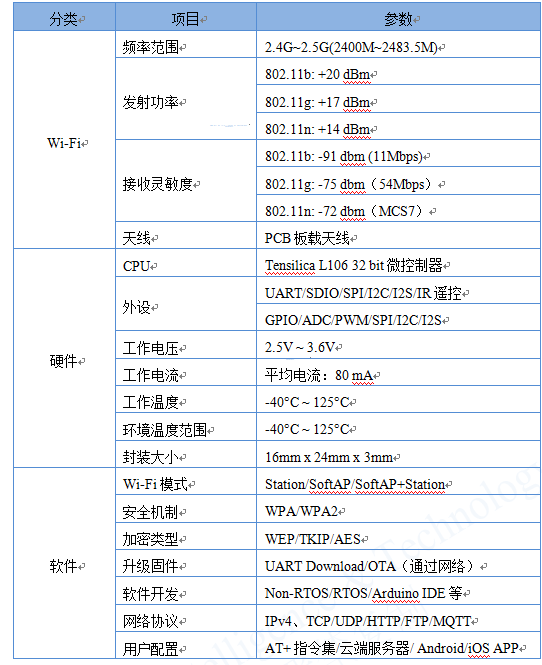 分类 项目 参数
Wi-Fi 频率范围 2.4G~2.5G(2400M~2483.5M)
发射功率 802.11b: +20 dBm
802.11g: +17 dBm
802.11n: +14 dBm
接收灵敏度 802.11b: -91 dbm (11Mbps)
802.11g: -75 dbm（54Mbps）
802.11n: -72 dbm（MCS7）
天线 PCB 板载天线
硬件 CPU Tensilica L106 32 bit 微控制器
外设 UART/SDIO/SPI/I2C/I2S/IR 遥控
GPIO/ADC/PWM/SPI/I2C/I2S
工作电压 2.5V ~ 3.6V
工作电流 平均电流：80 mA
工作温度 -40°C ~ 125°C
环境温度范围 -40°C ~ 125°C
封装大小 16mm x 24mm x 3mm
软件 Wi-Fi 模式 Station/SoftAP/SoftAP+Station
安全机制 WPA/WPA2
加密类型 WEP/TKIP/AES
升级固件 UART Download/OTA（通过网络）
软件开发 Non-RTOS/RTOS/Arduino IDE 等
网络协议 IPv4、TCP/UDP/HTTP/FTP/MQTT
用户配置 AT+ 指令集/云端服务器/ Android/iOS APP